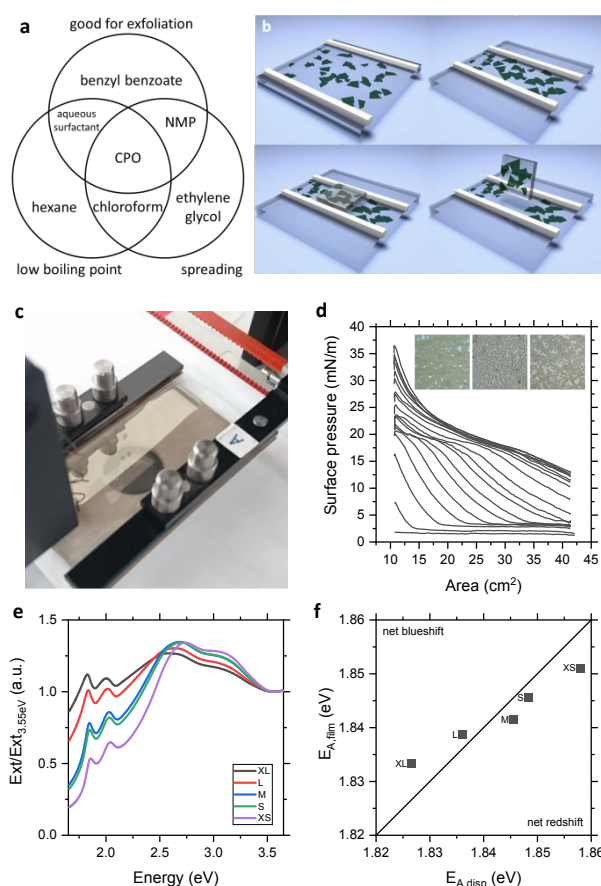 a
good for exfoliation
benzyl benzoate
aqueous
surfactant
NMP
CPO
hexane
chloroform
ethylene
glycol
low boiling point
spreading
b
c
A
d
Surface pressure (mN/m)
40
35
30
25
20
15
10
5
0
10 15 20 25 30 35 40 45
Area (cm²)
e
Ext/Ext3.55eV (a.u.)
1.5
1.0
0.5
0.0
XL
L
M
S
XS
2.0 2.5 3.0 3.5
Energy (eV)
f
net blueshift
EA,film (eV)
1.86
1.85
1.84
1.83
1.82
XS
S
M
L
XL
net redshift
1.82 1.83 1.84 1.85 1.86
EA,disp (eV)